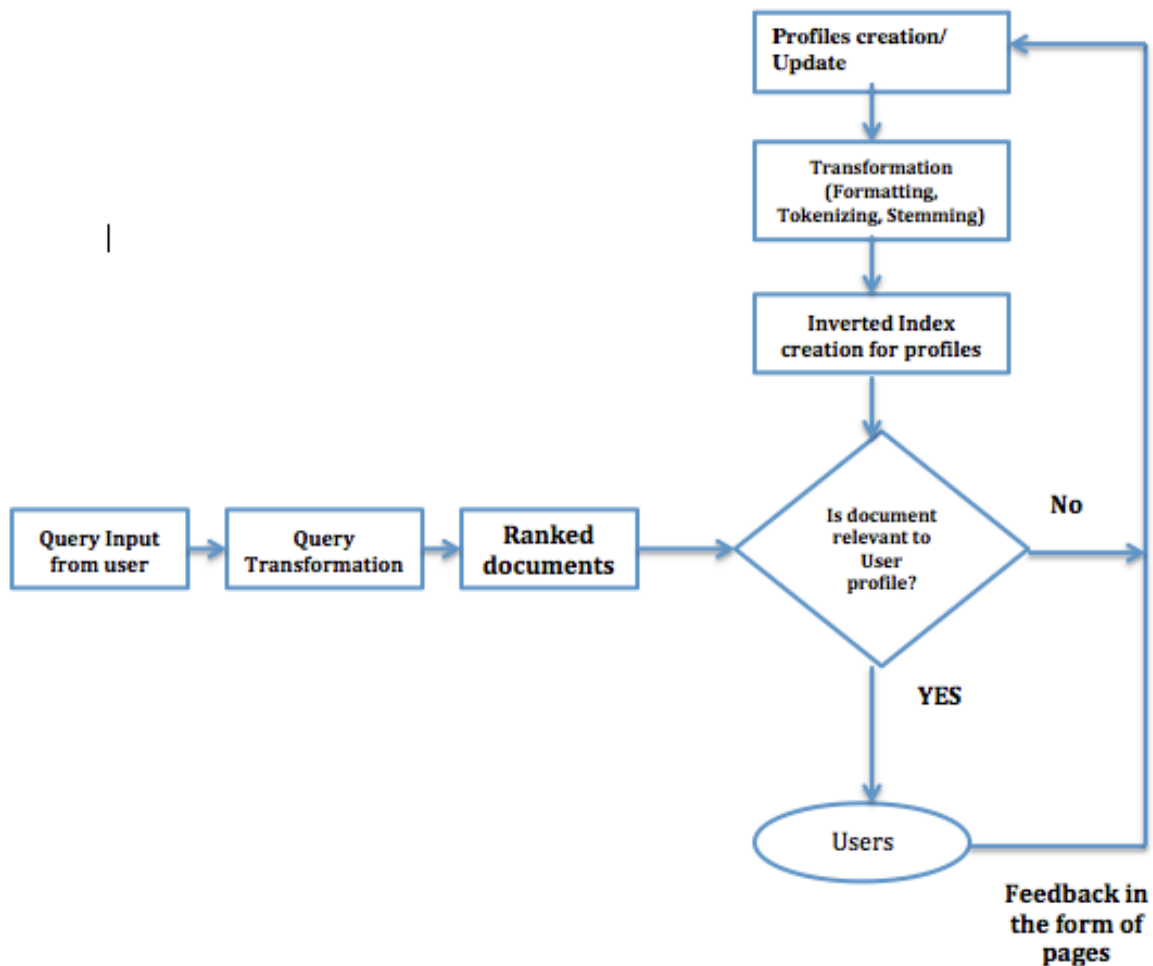 Profiles creation/
Update
Transformation
(Formatting,
Tokenizing, Stemming)
Inverted Index
creation for profiles
Query Input
from user
Query
Transformation
Ranked
documents
Is document
relevant to
User
profile?
No
YES
Users
Feedback in
the form of
pages